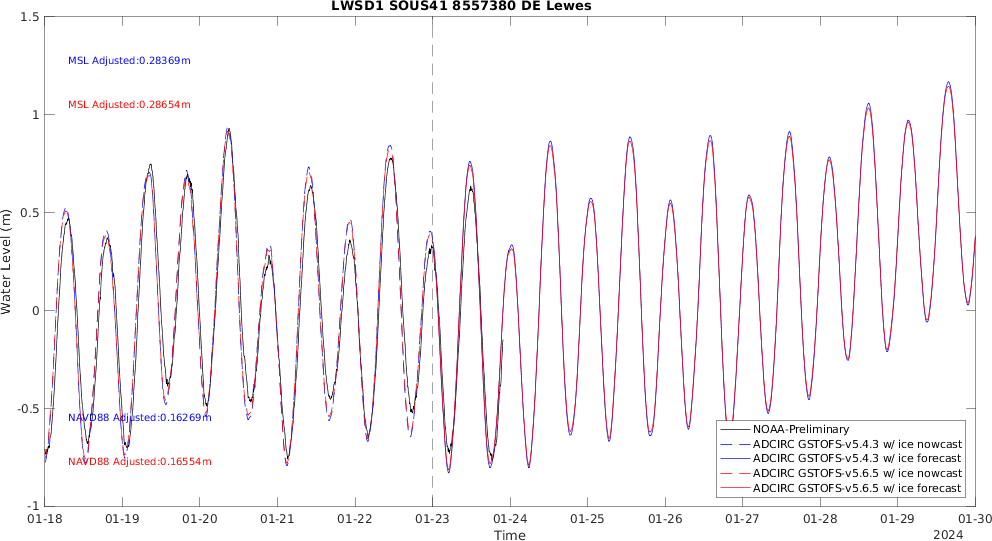 LWSD1 SOUS41 8557380 DE Lewes
1.5
1
0.5
0
-0.5
-1
Water Level (m)
MSL Adjusted:0.28369m
MSL Adjusted:0.28654m
NAVD88 Adjusted:0.16269m
NAVD88 Adjusted:0.16554m
NOAA-Preliminary
ADCIRC GSTOFS-v5.4.3 w/ ice nowcast
ADCIRC GSTOFS-v5.4.3 w/ ice forecast
ADCIRC GSTOFS-v5.6.5 w/ ice nowcast
ADCIRC GSTOFS-v5.6.5 w/ ice forecast
01-18 01-19 01-20 01-21 01-22 01-23 01-24 01-25 01-26 01-27 01-28 01-29 01-30
Time
2024